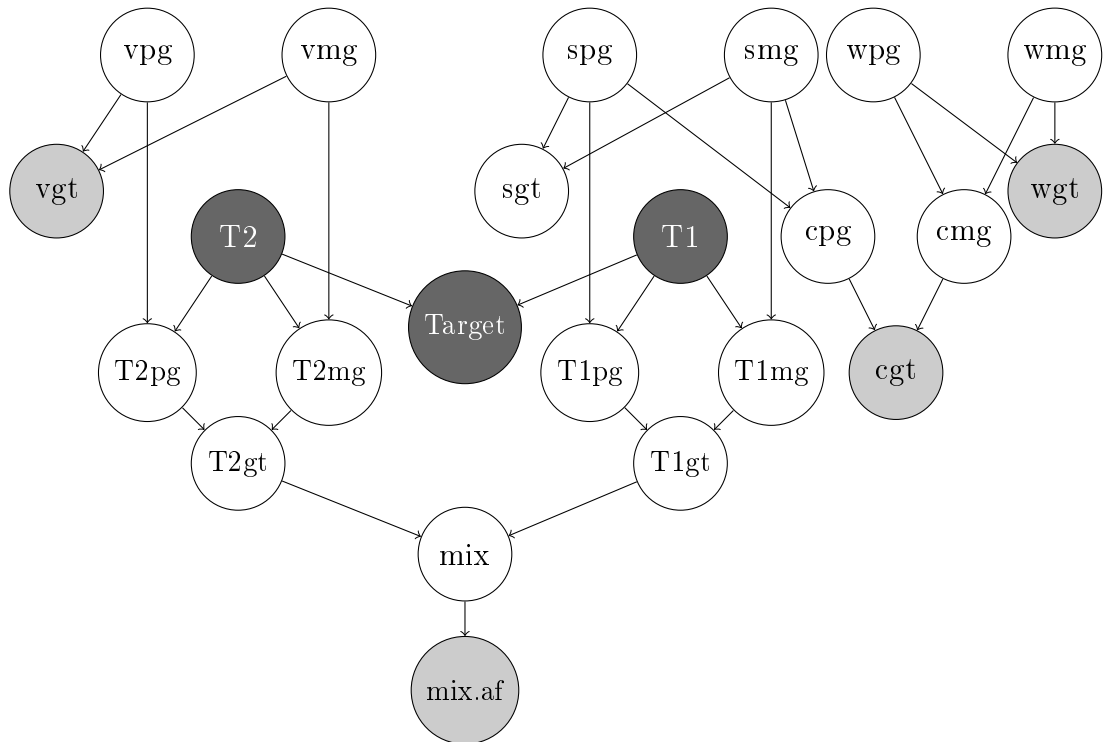 vpg
vmg
spg
smg
wpg
wmg
vgt
sgt
wgt
T2
T1
cpg
cmg
Target
T2pg
T2mg
T1pg
T1mg
cgt
T2gt
T1gt
mix
mix.af